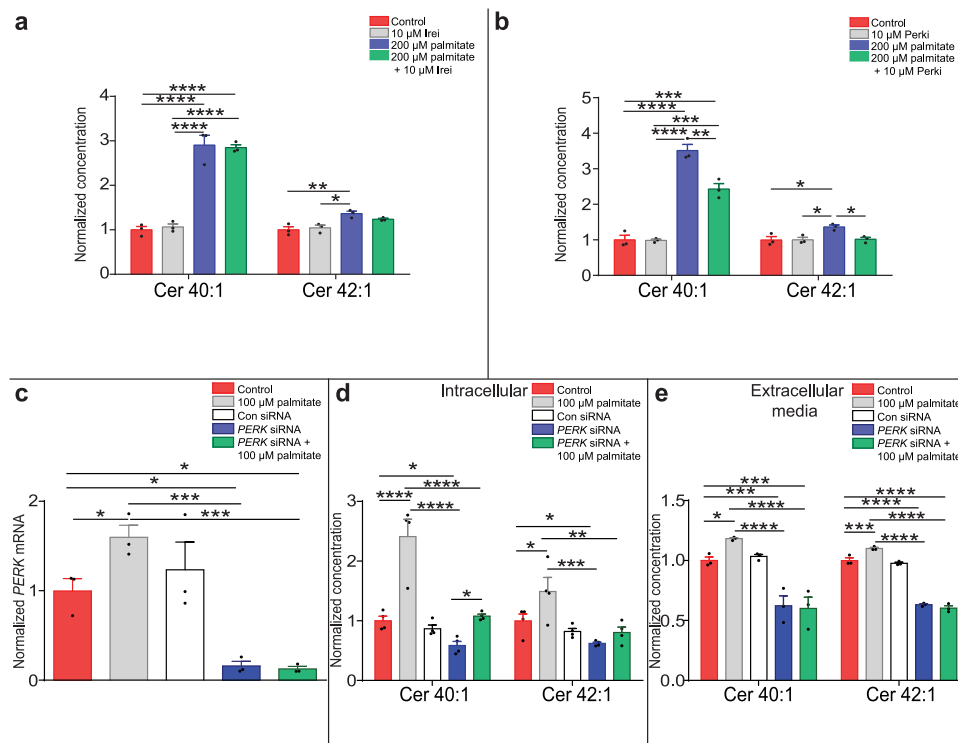 a
Control
10 µM Irei
200 µM palmitate
200 µM palmitate
+ 10 µM Irei
Normalized concentration
4
3
2
1
0
****
****
****
****
**
*
Cer 40:1
Cer 42:1
b
Control
10 µM Perki
200 µM palmitate
200 µM palmitate
+ 10 µM Perki
Normalized concentration
5
4
3
2
1
0
***
****
***
**** **
*
* *
Cer 40:1
Cer 42:1
c
Control
100 µM palmitate
Con siRNA
PERK siRNA
PERK siRNA +
100 µM palmitate
Normalized PERK mRNA
2
1
0
*
*
***
* ***
d
Intracellular
Control
100 µM palmitate
Con siRNA
PERK siRNA
PERK siRNA +
100 µM palmitate
Normalized concentration
3
2
1
0
*
****
**** ****
*
*
**
* ***
Cer 40:1
Cer 42:1
e
Extracellular
media
Control
100 µM palmitate
Con siRNA
PERK siRNA
PERK siRNA +
100 µM palmitate
Normalized concentration
1.5
1.0
0.5
0.0
***
***
****
* ****
****
****
****
*** ****
Cer 40:1
Cer 42:1